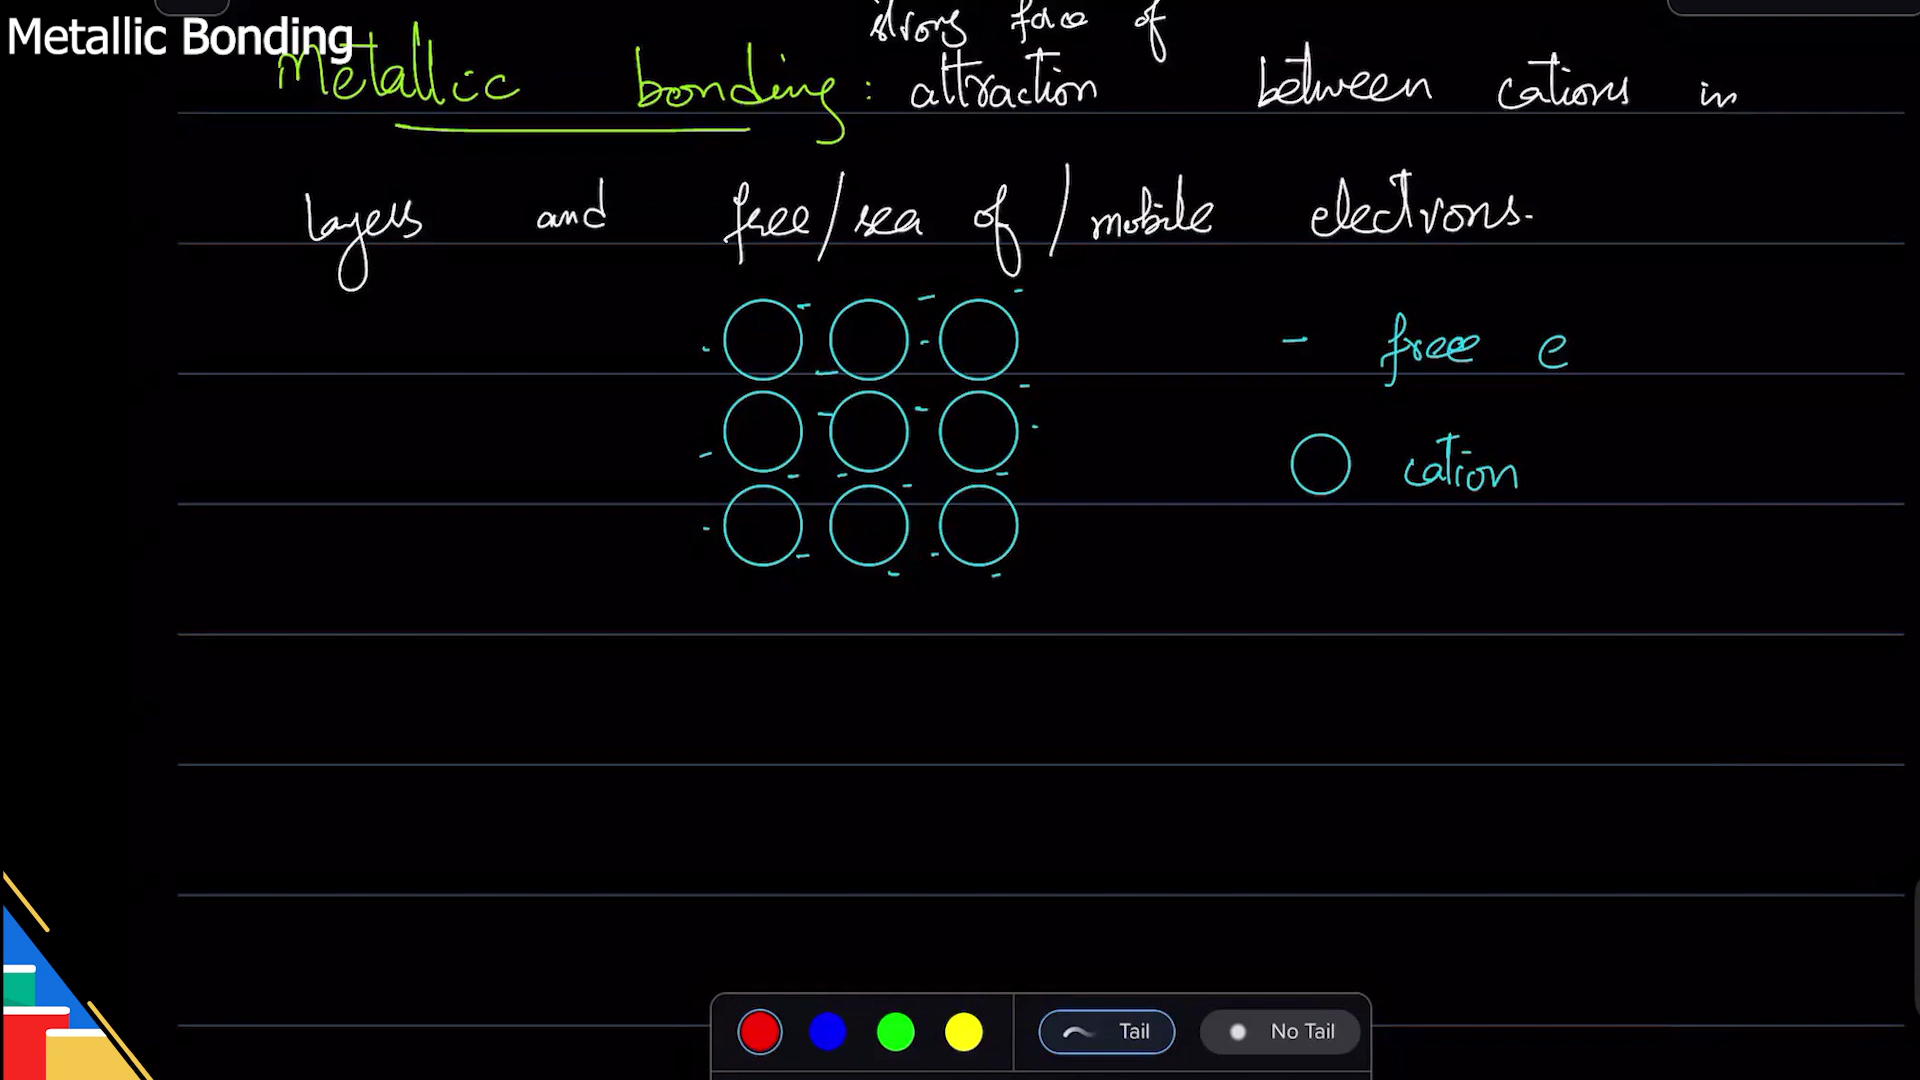 Metallic Bonding
strong force of
Metallic bonding: attraction between cations in
layers and free/sea of/mobile electrons.
- free e
cation
Tail
No Tail